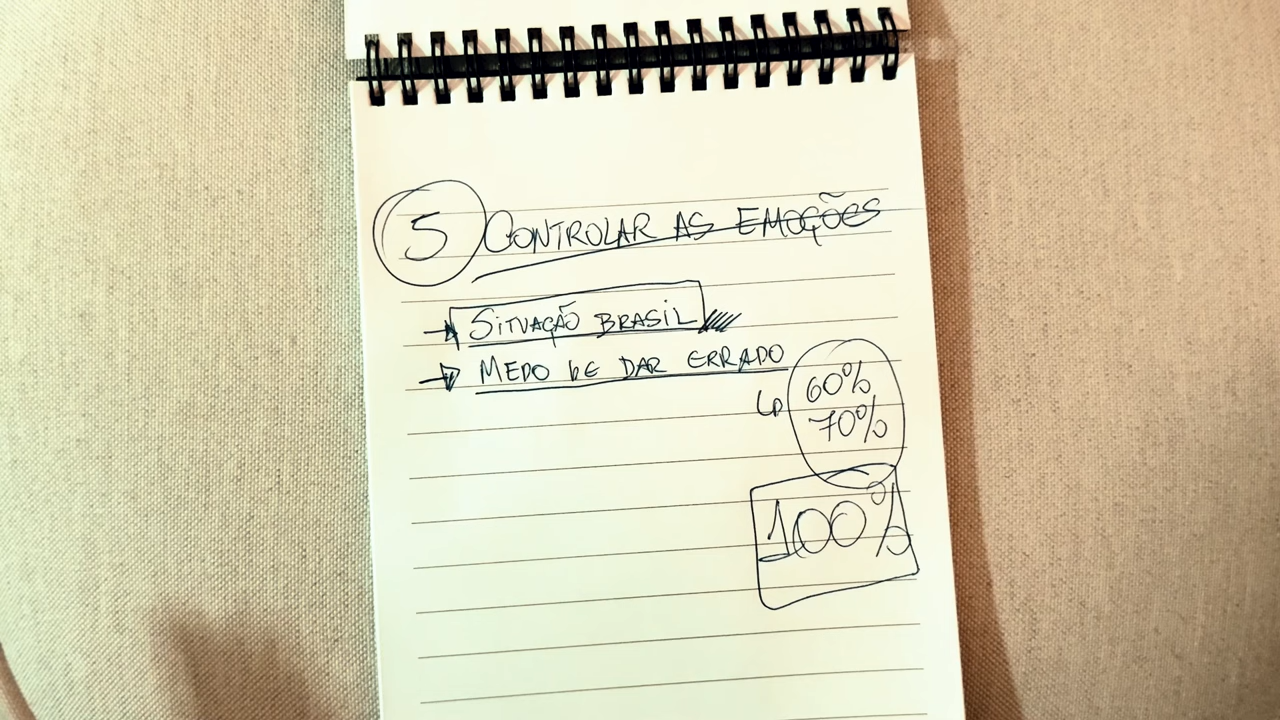 5 CONTROLAR AS EMOÇÕES
SITUAÇÃO BRASIL
MEDO DE DAR ERRADO
60%
70%
100%